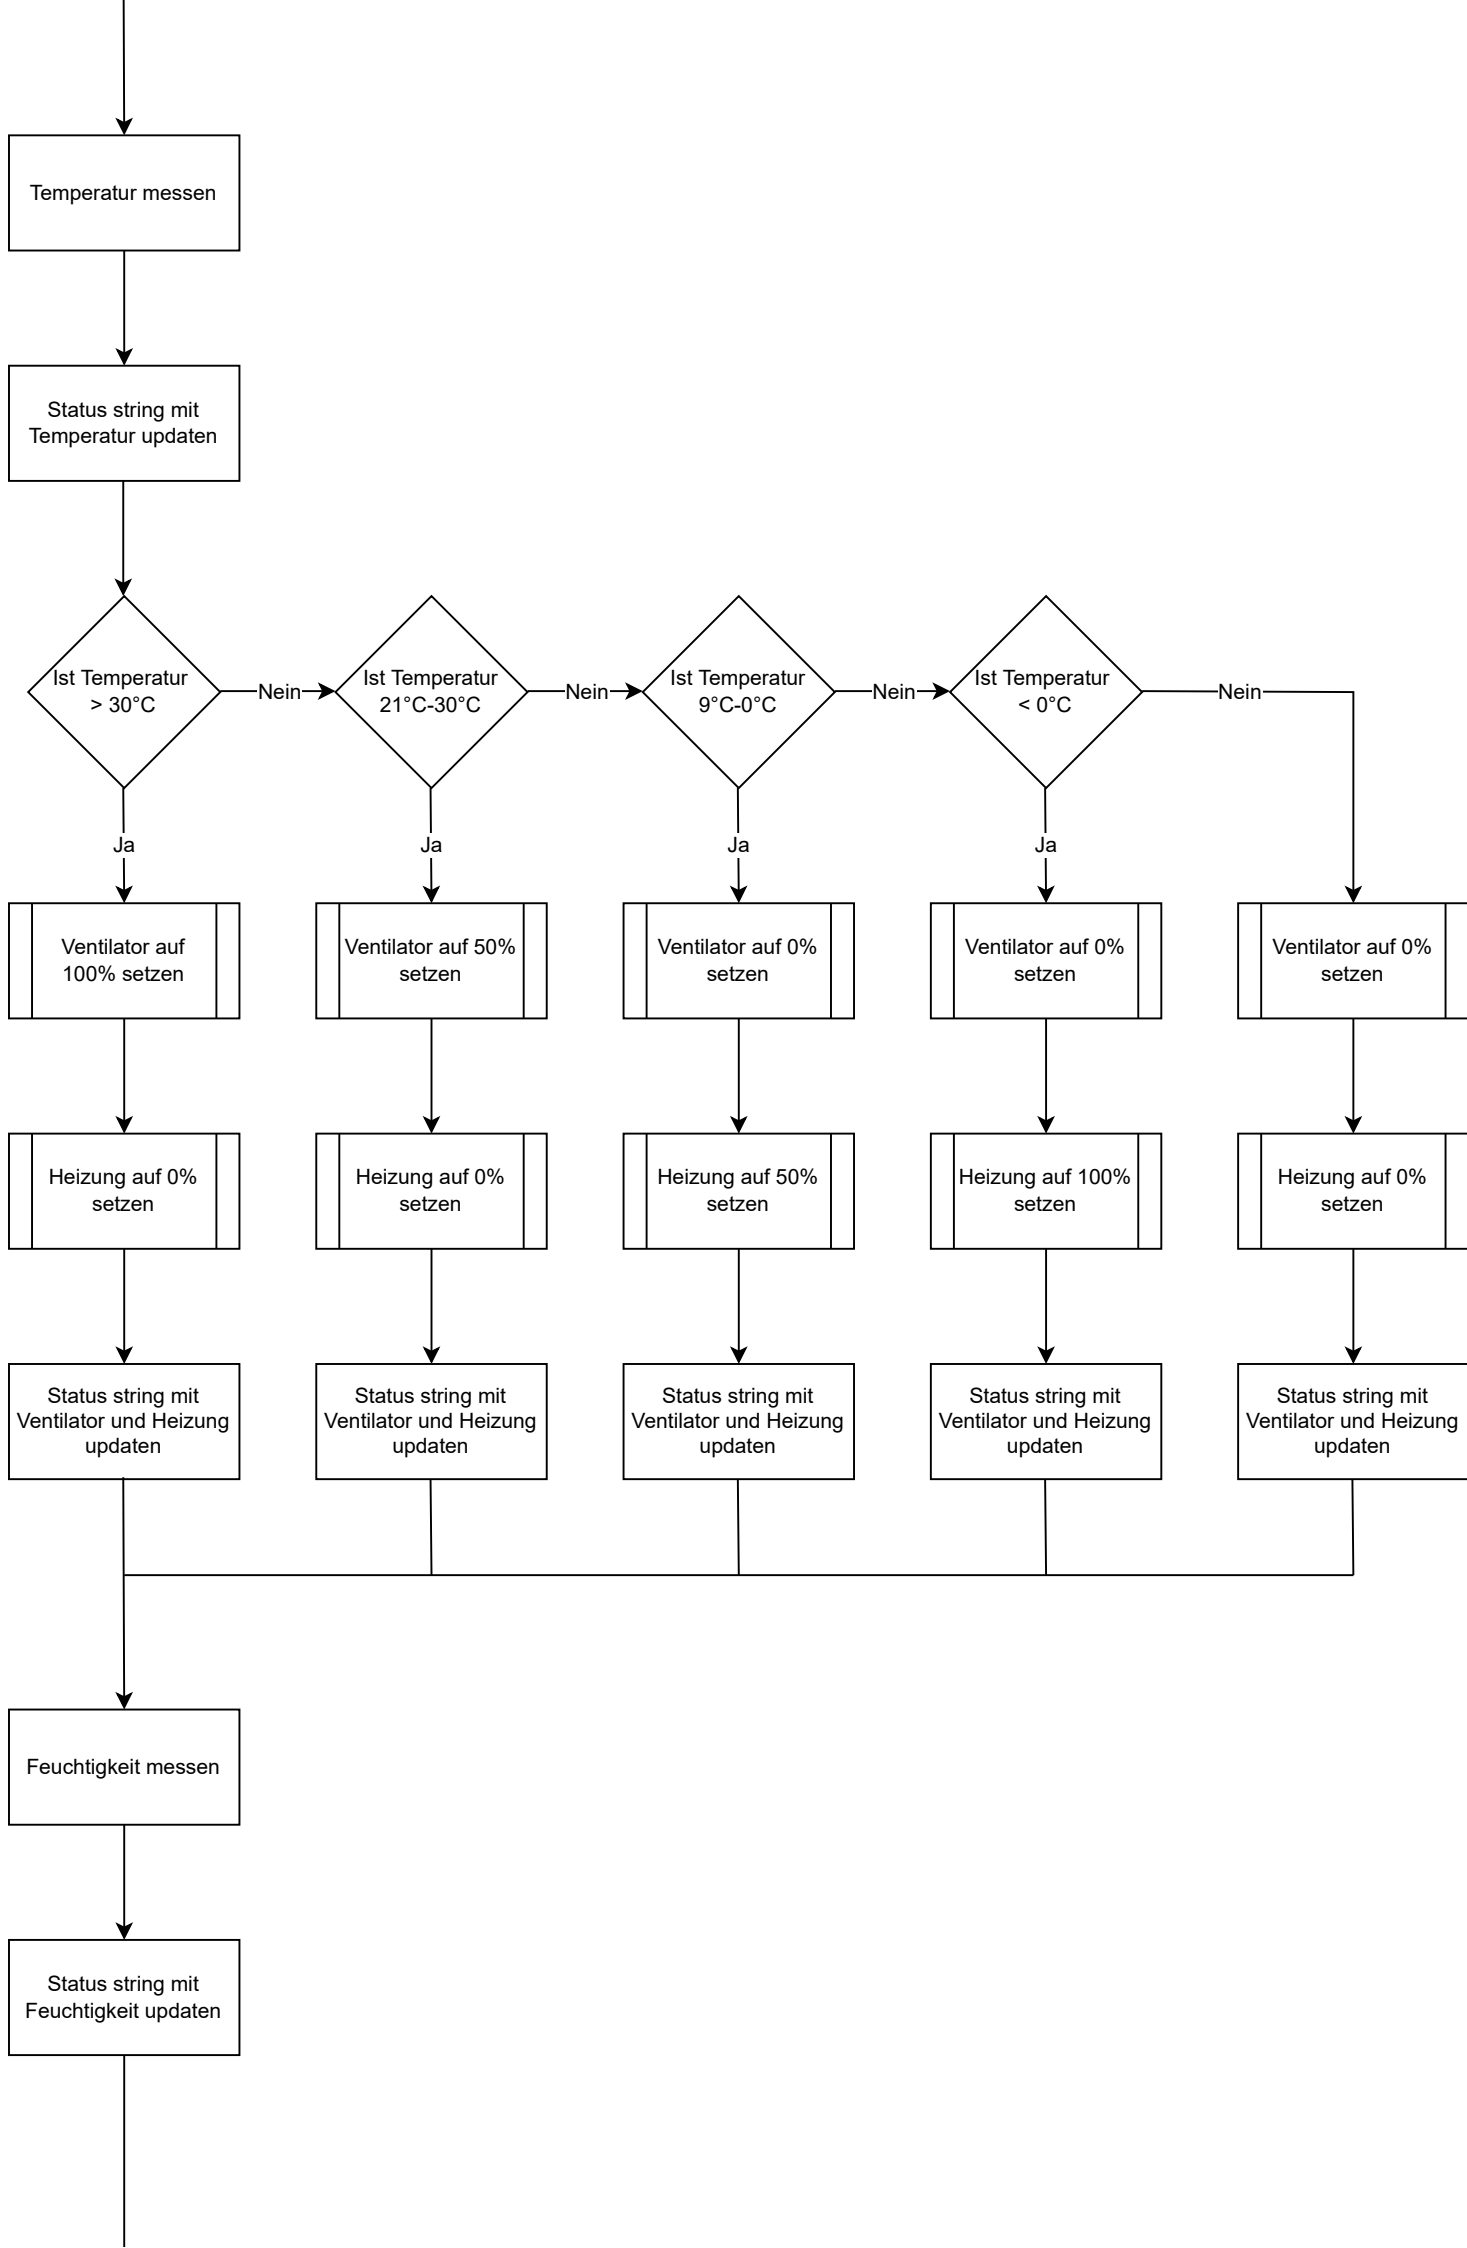 Temperatur messen
Status string mit
Temperatur updaten
Ist Temperatur
> 30°C
Nein
Ist Temperatur
21°C-30°C
Nein
Ist Temperatur
9°C-0°C
Nein
Ist Temperatur
< 0°C
Nein
Ja
Ja
Ja
Ja
Ventilator auf
100% setzen
Ventilator auf 50%
setzen
Ventilator auf 0%
setzen
Ventilator auf 0%
setzen
Ventilator auf 0%
setzen
Heizung auf 0%
setzen
Heizung auf 0%
setzen
Heizung auf 50%
setzen
Heizung auf 100%
setzen
Heizung auf 0%
setzen
Status string mit
Ventilator und Heizung
updaten
Status string mit
Ventilator und Heizung
updaten
Status string mit
Ventilator und Heizung
updaten
Status string mit
Ventilator und Heizung
updaten
Status string mit
Ventilator und Heizung
updaten
Feuchtigkeit messen
Status string mit
Feuchtigkeit updaten